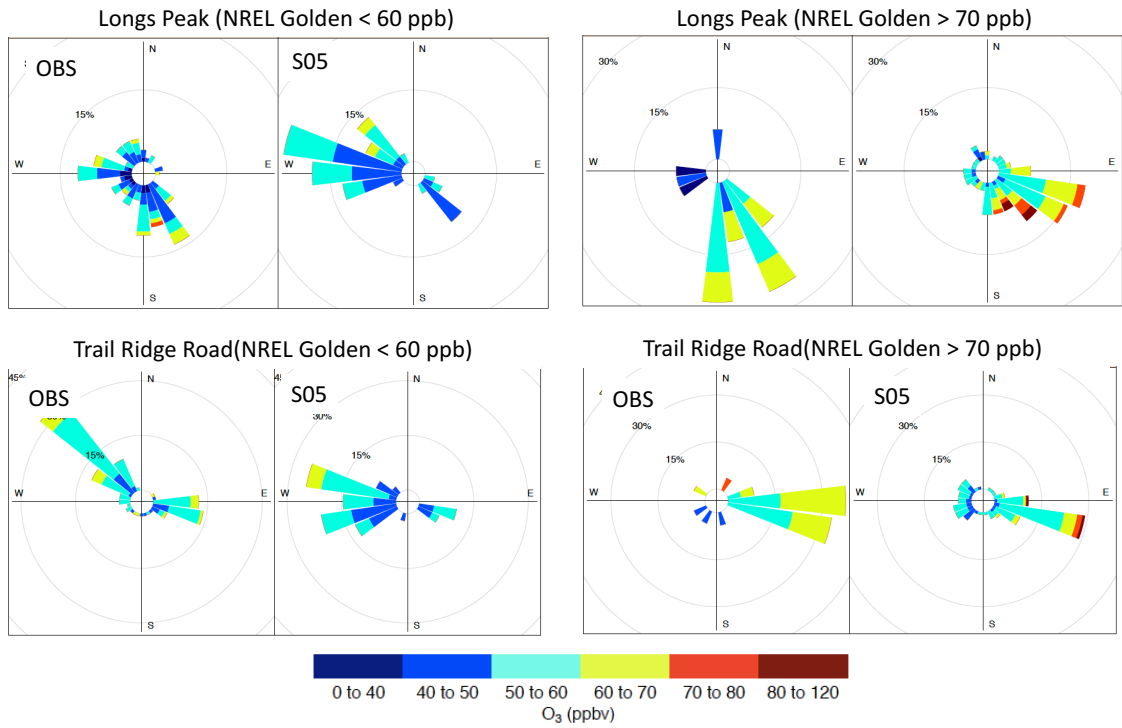 Longs Peak (NREL Golden < 60 ppb)
Longs Peak (NREL Golden > 70 ppb)
OBS
N
15%
W
E
S
S05
N
15%
W
E
S
30%
N
15%
W
E
S
30%
N
15%
W
E
S
Trail Ridge Road(NREL Golden < 60 ppb)
Trail Ridge Road(NREL Golden > 70 ppb)
45%
OBS
N
15%
W
E
S
S05
N
30%
15%
W
E
S
OBS
N
30%
15%
W
E
S
S05
N
30%
15%
W
E
S
0 to 40 40 to 50 50 to 60 60 to 70 70 to 80 80 to 120
O₃ (ppbv)